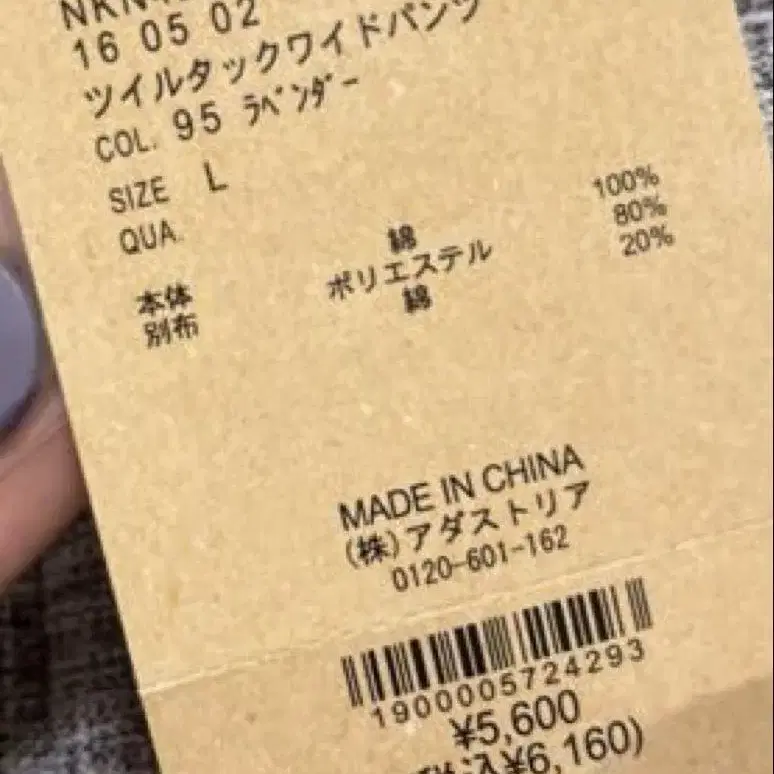 16 05 02
ツイルタックワイドパンツ
COL. 95 ﾗﾍﾞﾝﾀﾞｰ
SIZE L
QUA.
本体 綿 100%
別布 ポリエステル 80%
綿 20%
MADE IN CHINA
(株)アダストリア
0120-601-162
1900005724293
¥5,600
税込¥6,160)